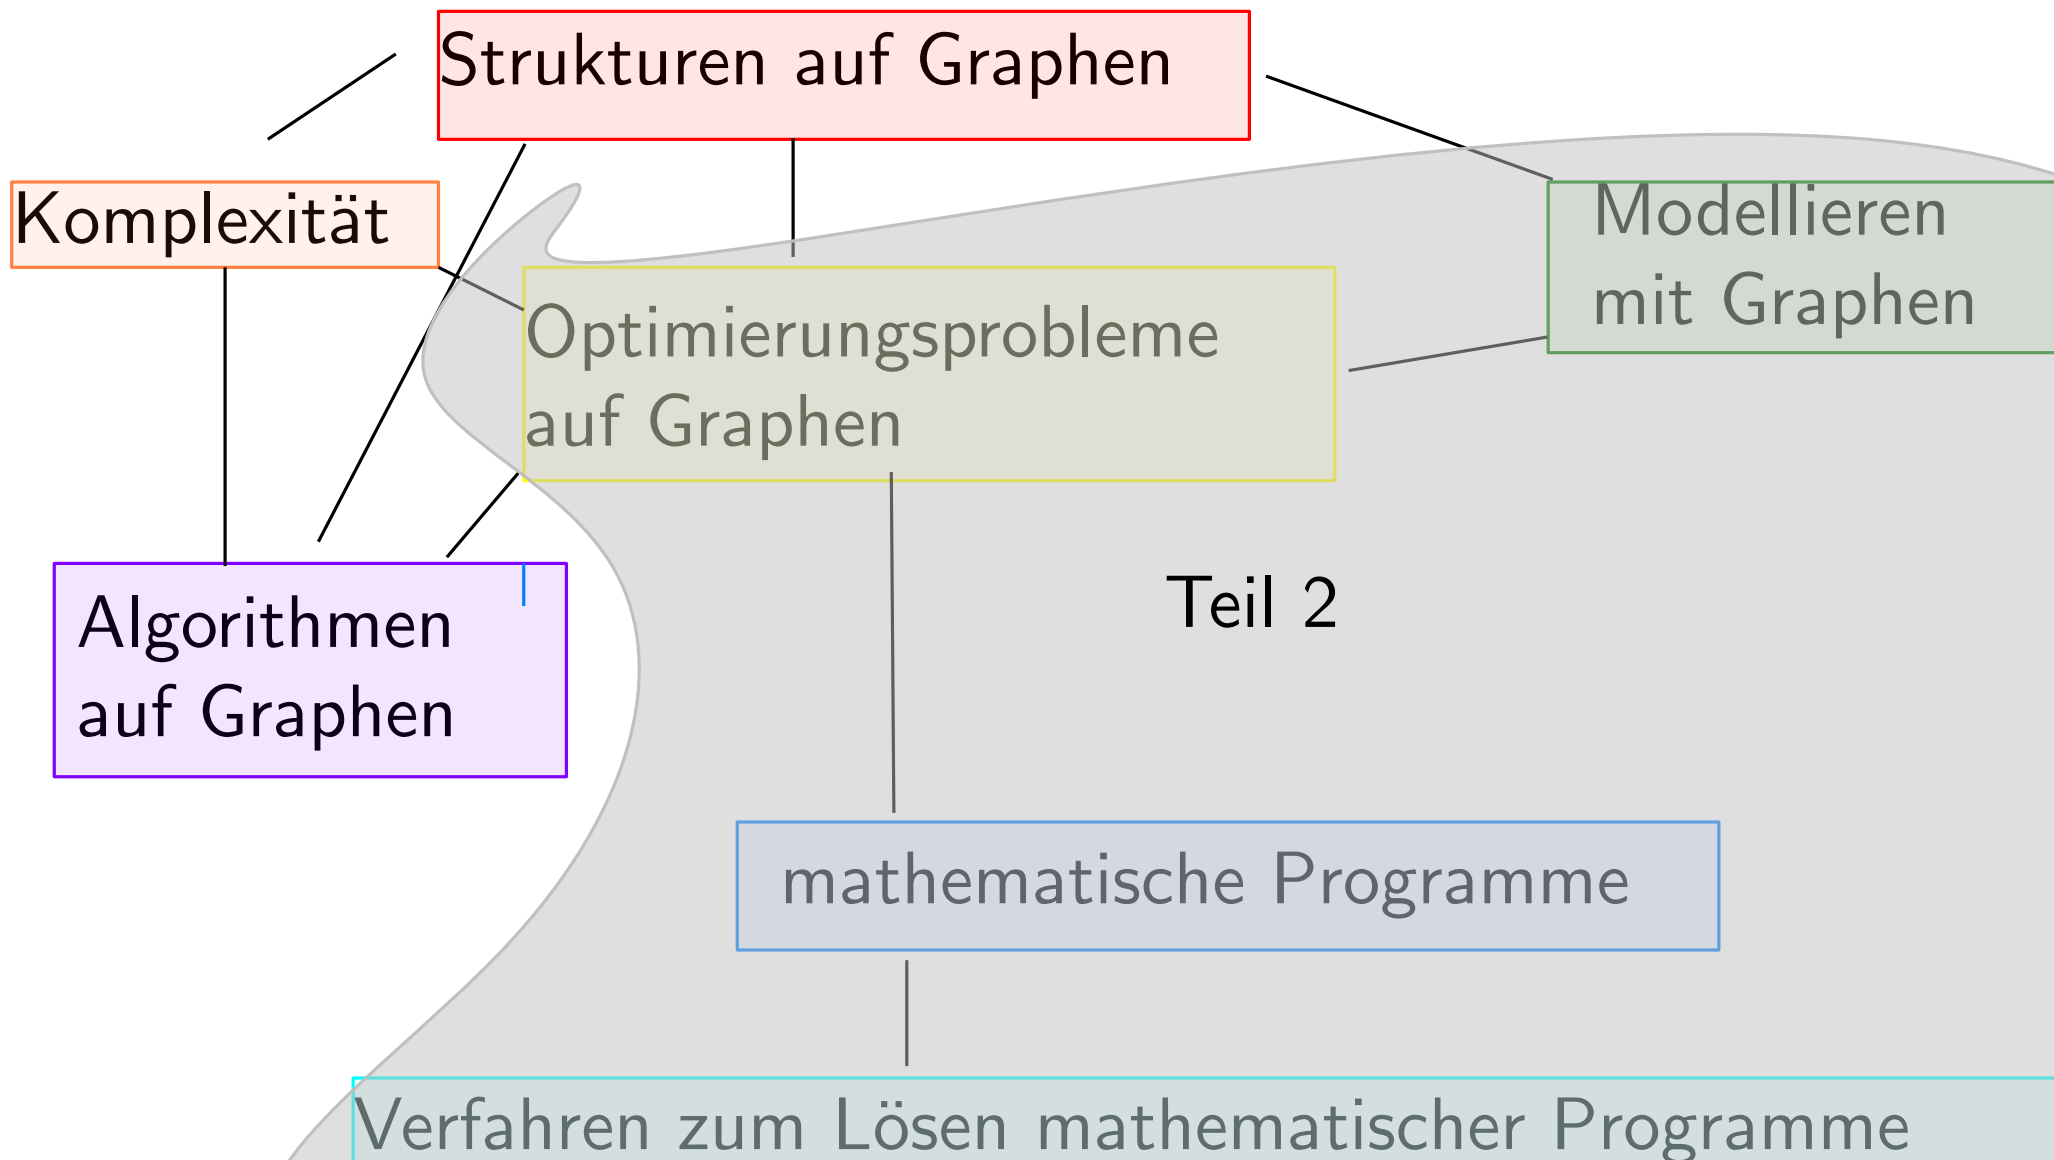 Strukturen auf Graphen
Komplexität
Modellieren
mit Graphen
Optimierungsprobleme
auf Graphen
Teil 2
Algorithmen
auf Graphen
mathematische Programme
Verfahren zum Lösen mathematischer Programme